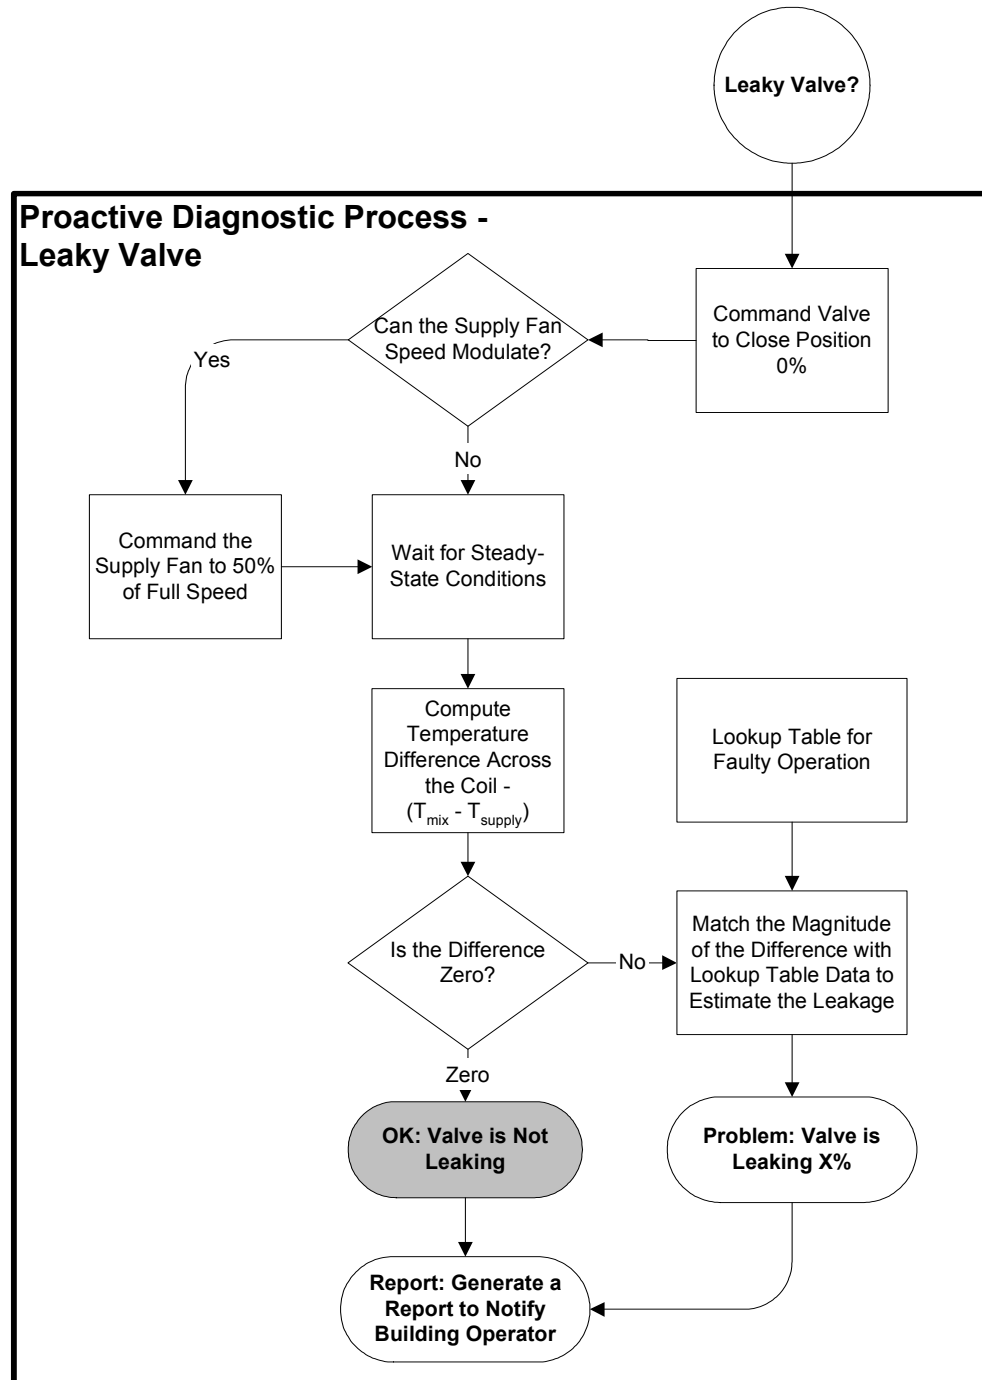 Leaky Valve?
Proactive Diagnostic Process -
Leaky Valve
Can the Supply Fan
Speed Modulate?
Command Valve
to Close Position
0%
Yes
No
Command the
Supply Fan to 50%
of Full Speed
Wait for Steady-
State Conditions
Compute
Temperature
Difference Across
the Coil -
(Tmix - Tsupply)
Lookup Table for
Faulty Operation
Is the Difference
Zero?
No
Match the Magnitude
of the Difference with
Lookup Table Data to
Estimate the Leakage
Zero
OK: Valve is Not
Leaking
Problem: Valve is
Leaking X%
Report: Generate a
Report to Notify
Building Operator